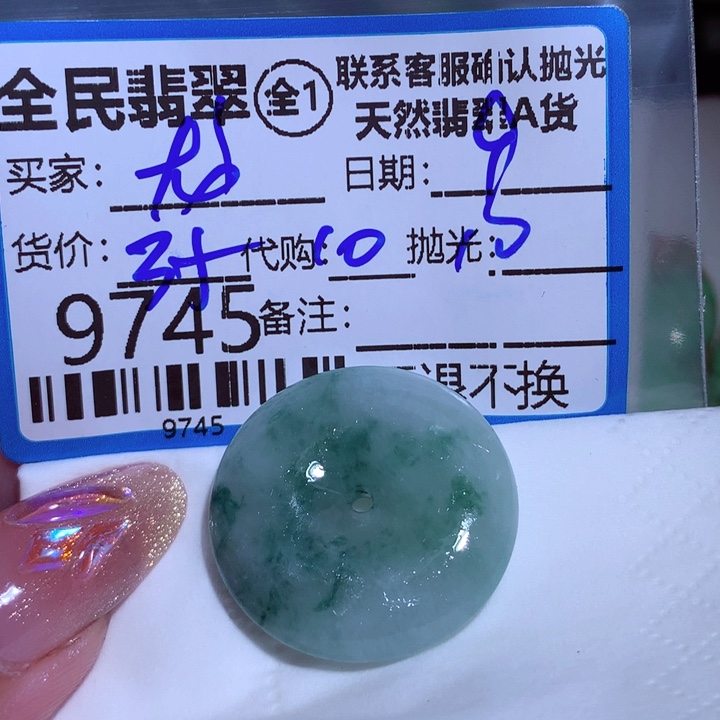 全民翡翠 全1 联系客服确认抛光
天然翡翠A货
买家: 日期:
货价: 代购: 10 抛光:
9745 备注:
9745 退不换